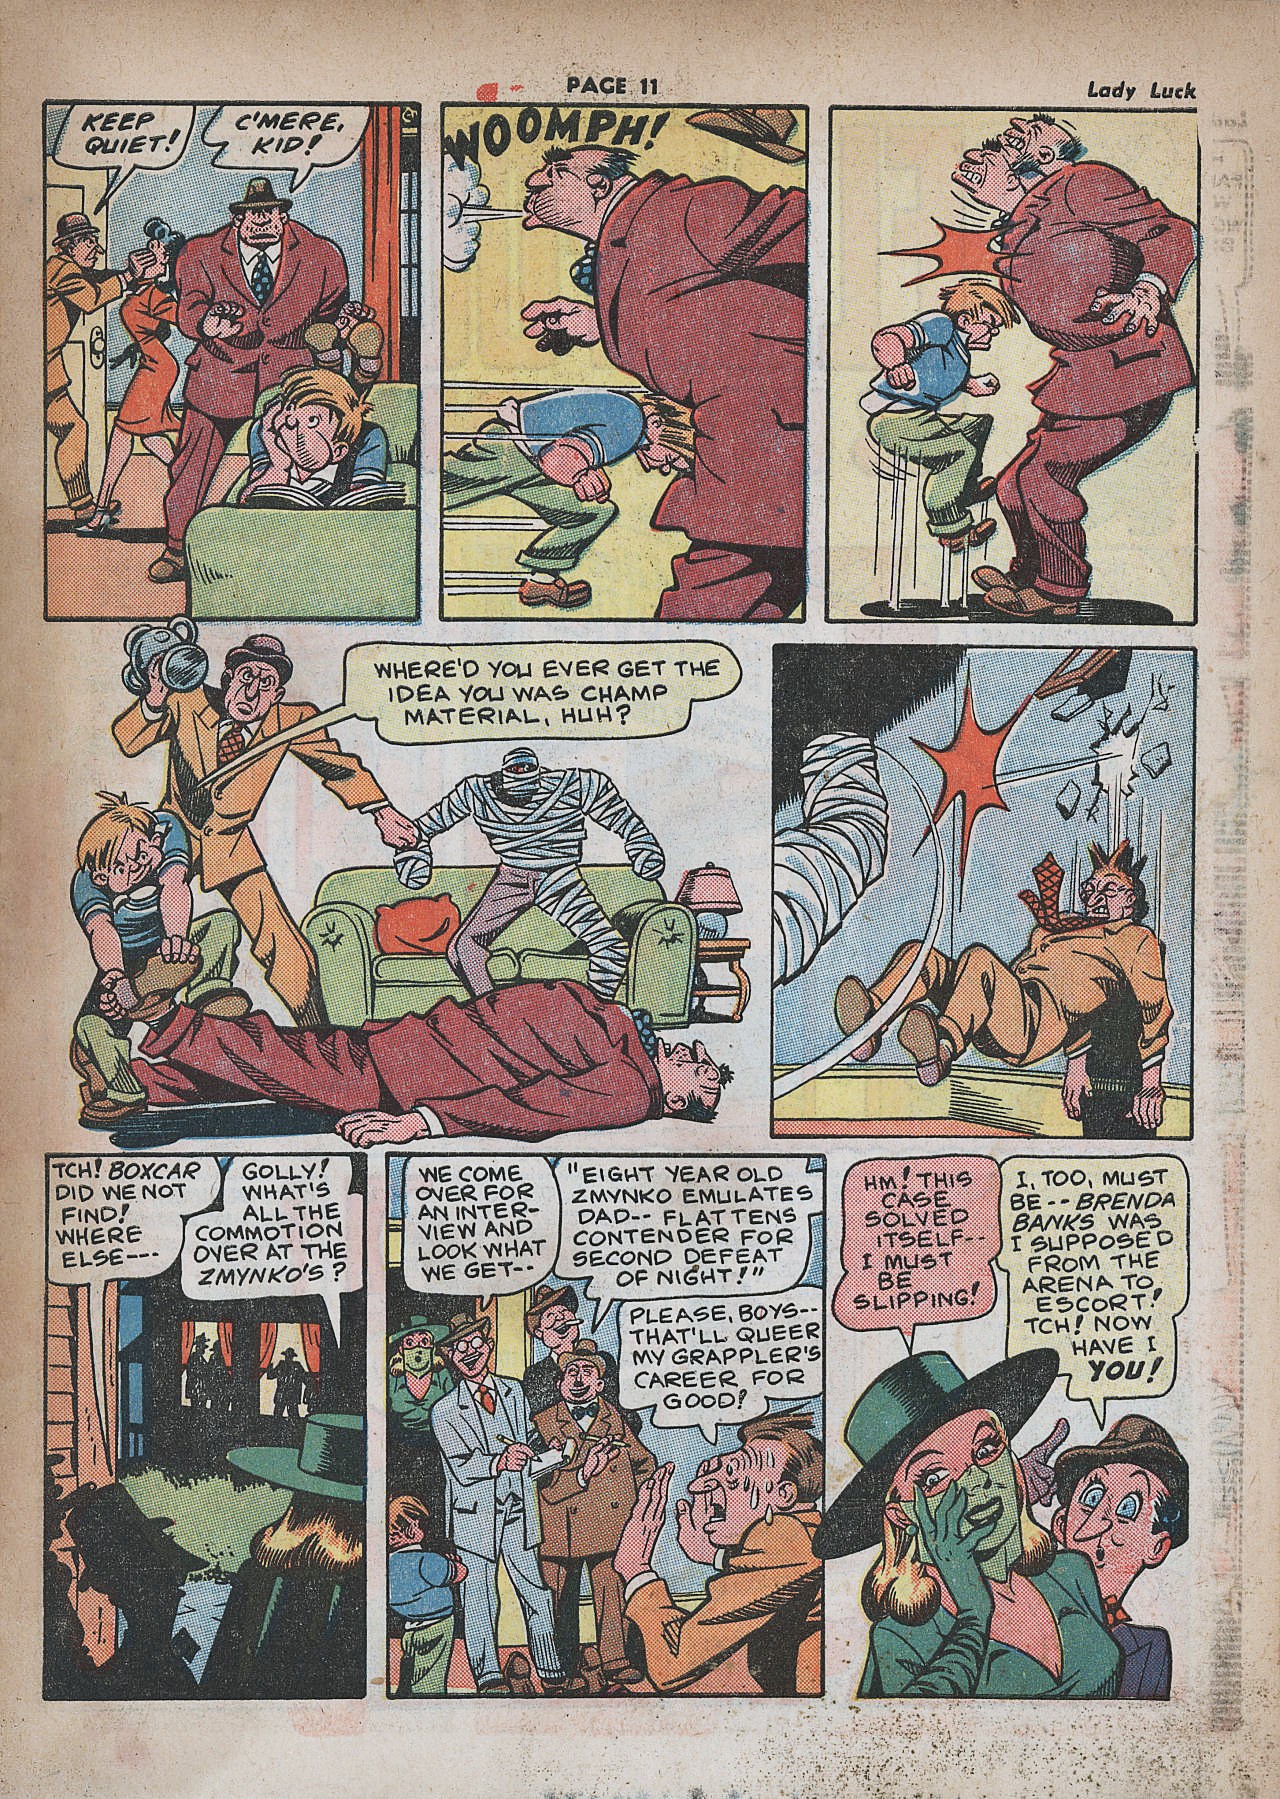 PAGE 11
Lady Luck
KEEP
QUIET!
C'MERE,
KID!
WOOMPH!
WHERE'D YOU EVER GET THE
IDEA YOU WAS CHAMP
MATERIAL, HUH?
TCH! BOXCAR
DID WE NOT
FIND!
WHERE
ELSE---
GOLLY!
WHAT'S
ALL THE
COMMOTION
OVER AT THE
ZMYNKO'S?
WE COME
OVER FOR
AN INTER-
VIEW AND
LOOK WHAT
WE GET--
"EIGHT YEAR OLD
ZMYNKO EMULATES
DAD-- FLATTENS
CONTENDER FOR
SECOND DEFEAT
OF NIGHT!"
PLEASE, BOYS--
THAT'LL QUEER
MY GRAPPLER'S
CAREER FOR
GOOD!
HM! THIS
CASE
SOLVED
ITSELF--
I MUST
BE
SLIPPING!
I, TOO, MUST
BE-- BRENDA
BANKS WAS
I SUPPOSED
FROM THE
ARENA TO
ESCORT!
TCH! NOW
HAVE I
YOU!